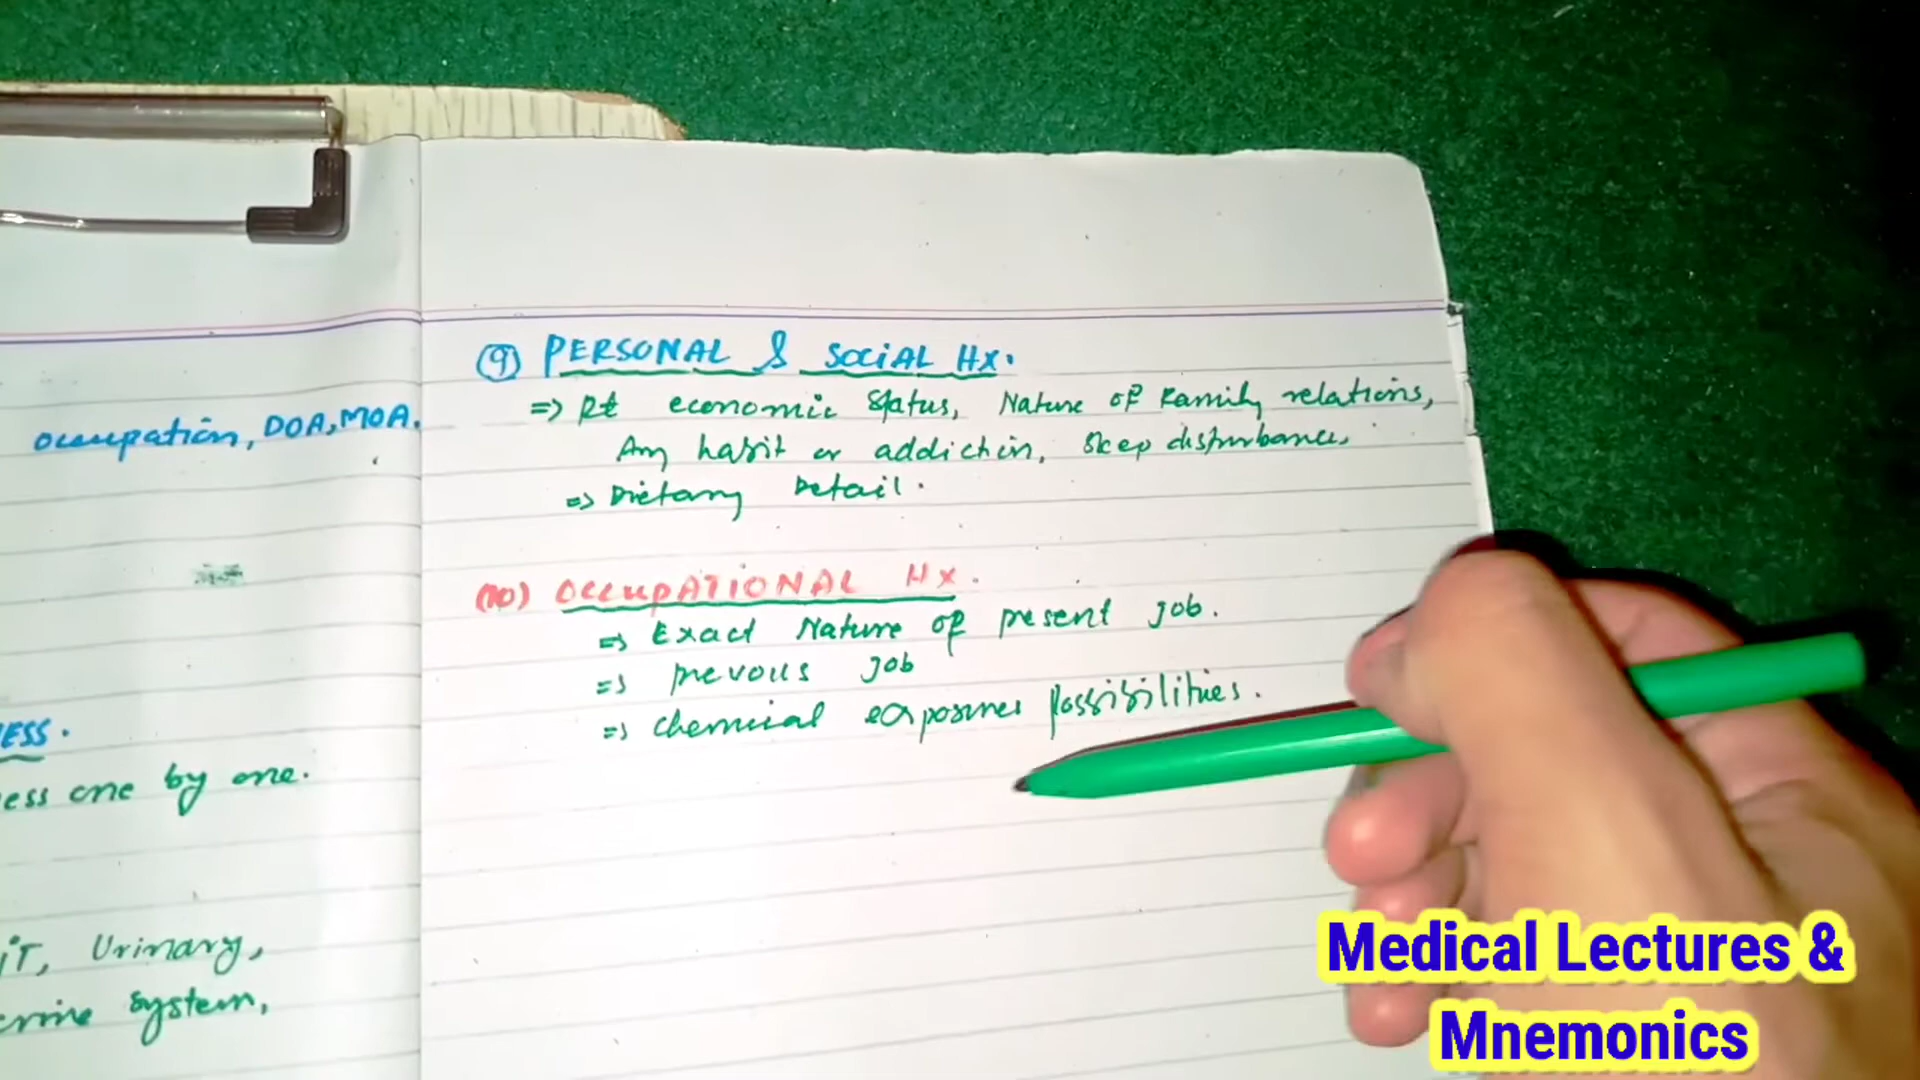 occupation, DOA, MOA.
ESS.
ess one by one.
iT, Urinary,
crine system,
(9) PERSONAL & SOCIAL Hx.
=> Pt economic status, Nature of Family relations,
Any habit or addiction, Sleep disturbance,
=> Dietary Detail.
(10) OCCUPATIONAL Hx.
=> Exact Nature of present job.
=> prevous job
=> chemical exposures possibilities.
Medical Lectures &
Mnemonics